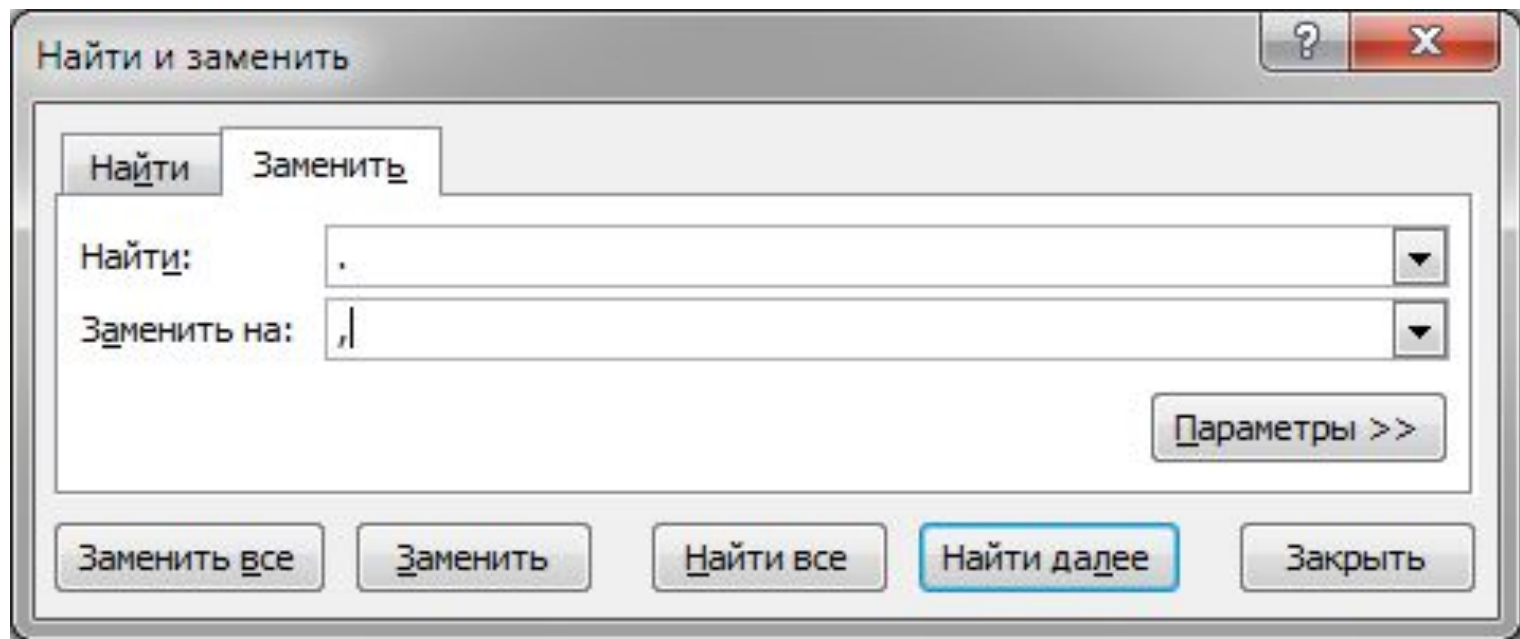 Найти и заменить
Найти Заменить
Найти: .
Заменить на: ,
Параметры >>
Заменить все Заменить Найти все Найти далее Закрыть